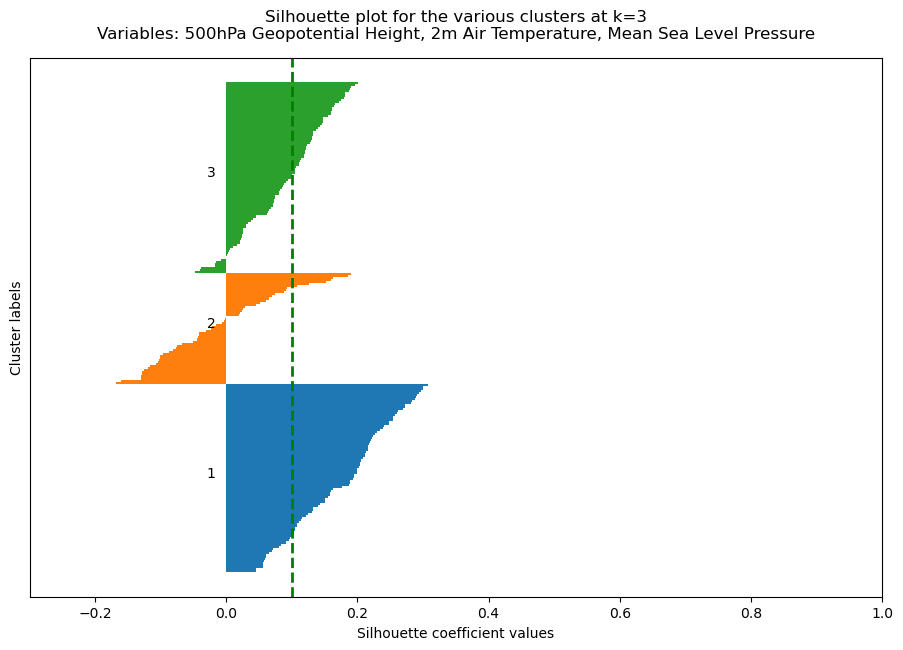 Silhouette plot for the various clusters at k=3
Variables: 500hPa Geopotential Height, 2m Air Temperature, Mean Sea Level Pressure
Cluster labels
3
2
1
−0.2
0.0
0.2
0.4
0.6
0.8
1.0
Silhouette coefficient values